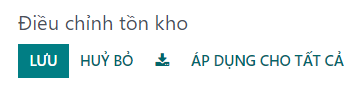 Điều chỉnh tồn kho
LƯU HUỶ BỎ ÁP DỤNG CHO TẤT CẢ